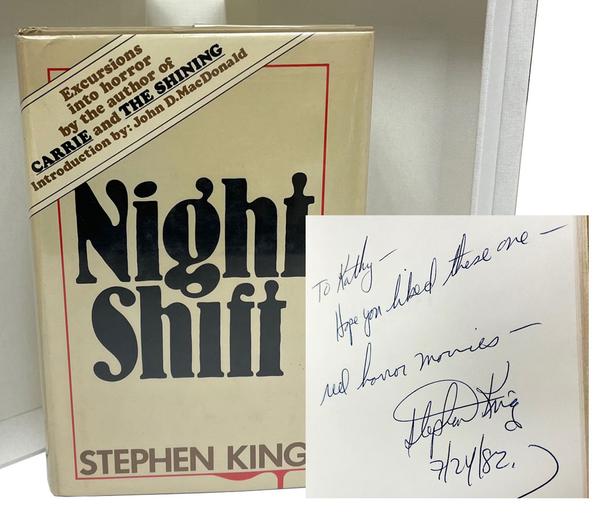 Excursions
into horror
by the author of
CARRIE and THE SHINING
Introduction by: John D. MacDonald
Night
Shift
STEPHEN KING
To Kathy —
Hope you liked these one —
horror movies —
Stephen King
7/24/82.